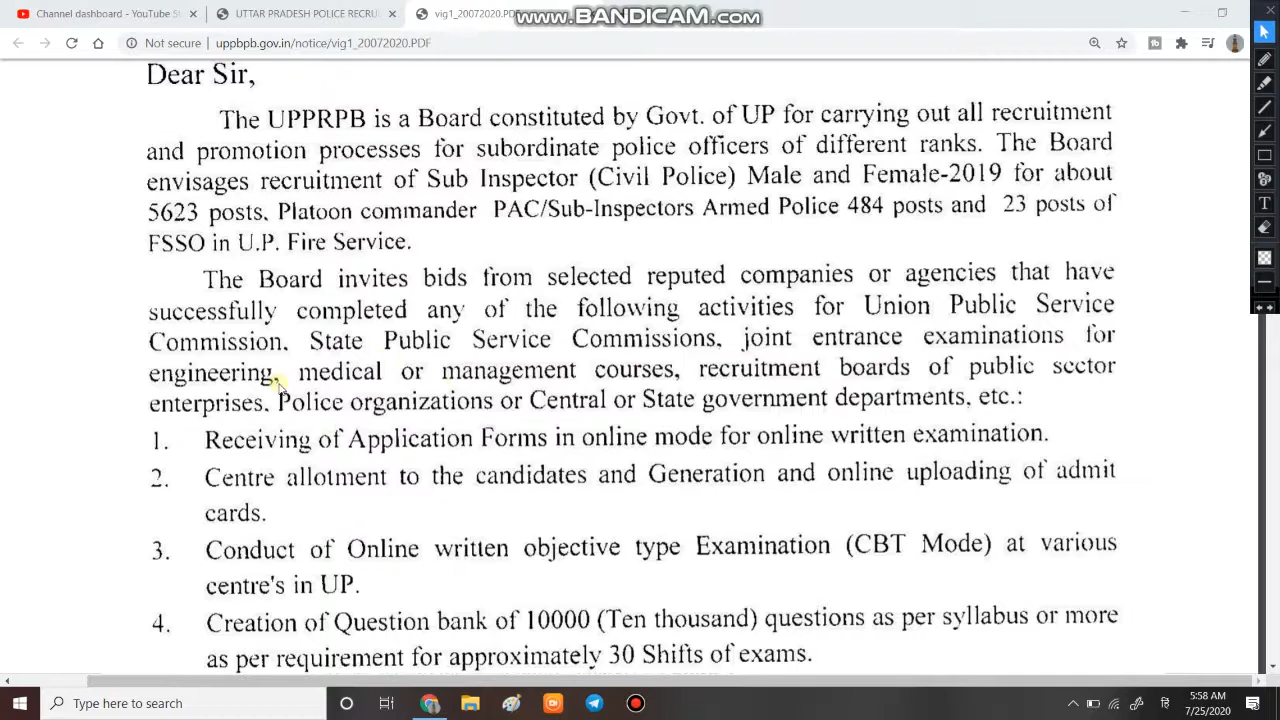 Channel dashboard - YouTube S
UTTAR PRADESH POLICE RECRUI
vig1_20072020.PDF
www.BANDICAM.com
Not secure
uppbpb.gov.in/notice/vig1_20072020.PDF
Dear Sir,
The UPPRPB is a Board constituted by Govt. of UP for carrying out all recruitment
and promotion processes for subordinate police officers of different ranks. The Board
envisages recruitment of Sub Inspector (Civil Police) Male and Female-2019 for about
5623 posts, Platoon commander PAC/Sub-Inspectors Armed Police 484 posts and 23 posts of
FSSO in U.P. Fire Service.
The Board invites bids from selected reputed companies or agencies that have
successfully completed any of the following activities for Union Public Service
Commission, State Public Service Commissions, joint entrance examinations for
engineering, medical or management courses, recruitment boards of public sector
enterprises, Police organizations or Central or State government departments, etc.:
1. Receiving of Application Forms in online mode for online written examination.
2. Centre allotment to the candidates and Generation and online uploading of admit
cards.
3. Conduct of Online written objective type Examination (CBT Mode) at various
centre's in UP.
4. Creation of Question bank of 10000 (Ten thousand) questions as per syllabus or more
as per requirement for approximately 30 Shifts of exams.
Type here to search
हि
5:58 AM
7/25/2020